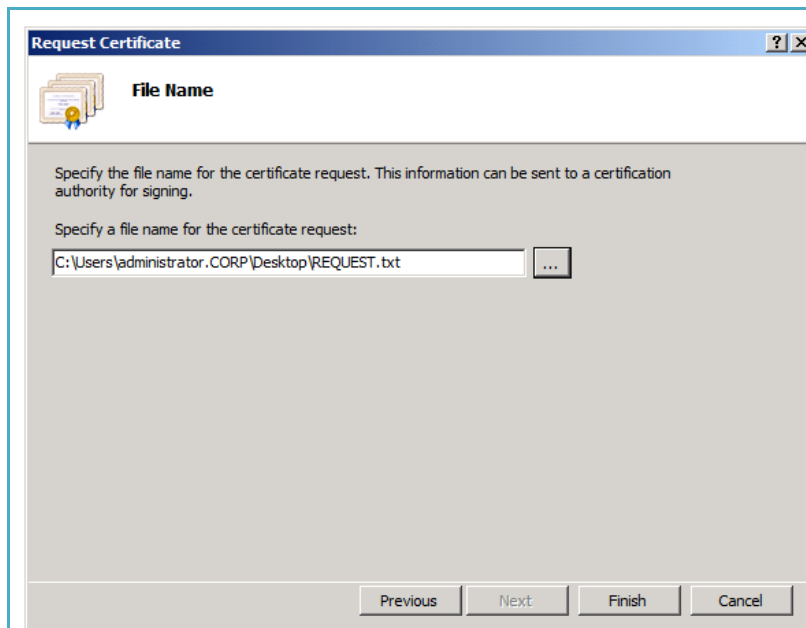 Request Certificate
File Name
Specify the file name for the certificate request. This information can be sent to a certification
authority for signing.
Specify a file name for the certificate request:
C:\Users\administrator.CORP\Desktop\REQUEST.txt
...
Previous Next Finish Cancel